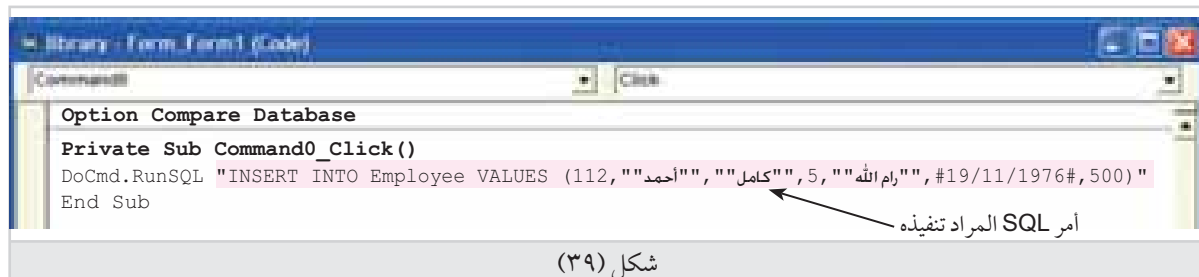 library - Form_Form1 (Code)
Command0 Click
Option Compare Database
Private Sub Command0_Click()
DoCmd.RunSQL "INSERT INTO Employee VALUES (112,""أحمد"",""كامل"",5,""رام الله"",#19/11/1976#,500)"
End Sub
أمر SQL المراد تنفيذه
شكل (٣٩)